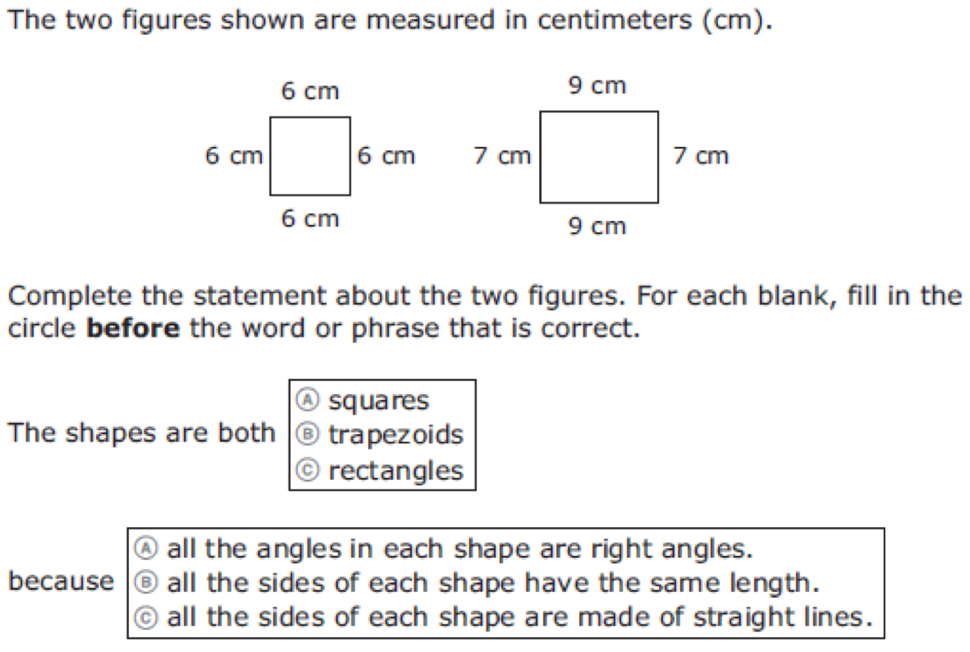 The two figures shown are measured in centimeters (cm).
6 cm
9 cm
6 cm
6 cm
7 cm
7 cm
6 cm
9 cm
Complete the statement about the two figures. For each blank, fill in the
circle before the word or phrase that is correct.
Ⓐ squares
The shapes are both Ⓑ trapezoids
Ⓒ rectangles
Ⓐ all the angles in each shape are right angles.
because Ⓑ all the sides of each shape have the same length.
Ⓒ all the sides of each shape are made of straight lines.